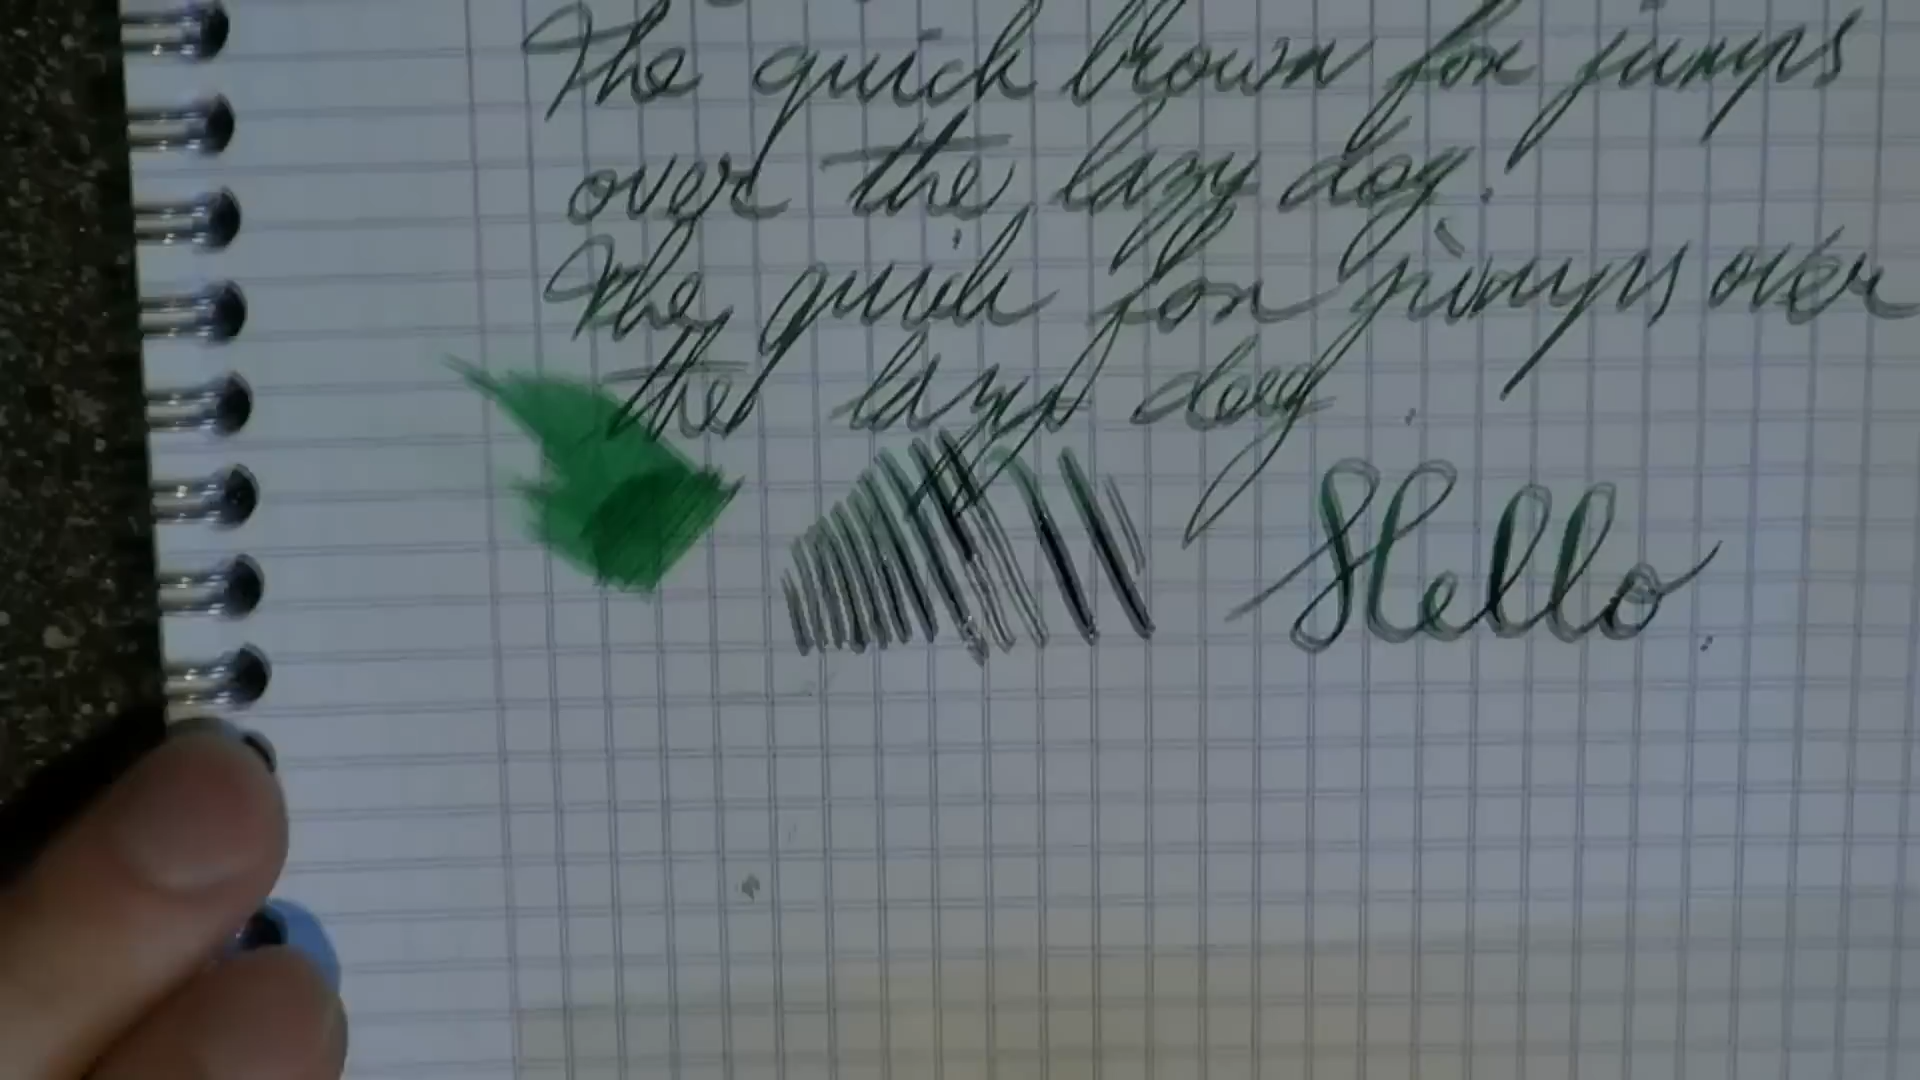 The quick brown fox jumps
over the lazy dog.
The quick fox jumps over
the lazy dog.
Hello.